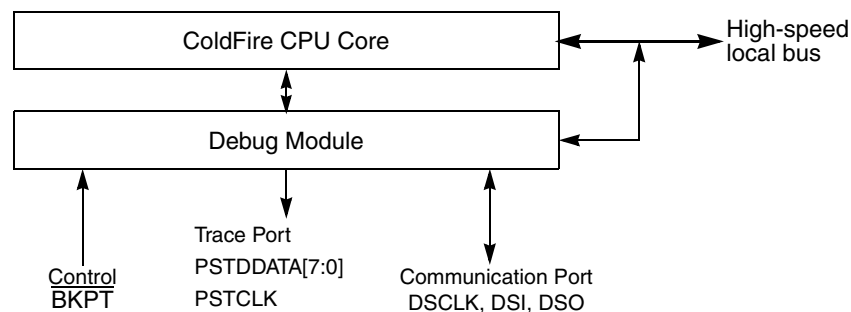 ColdFire CPU Core
High-speed
local bus
Debug Module
Control
BKPT
Trace Port
PSTDDATA[7:0]
PSTCLK
Communication Port
DSCLK, DSI, DSO